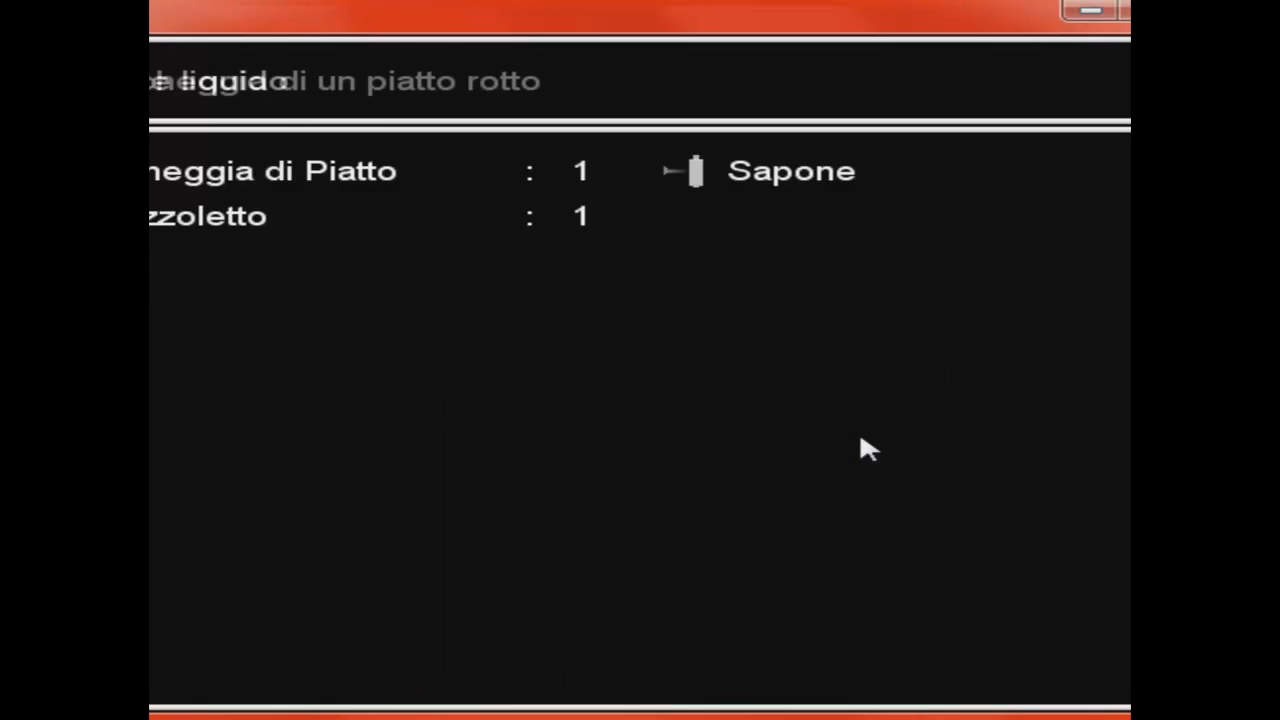 di un piatto rotto
neggia di Piatto : 1 Sapone
zzoletto : 1